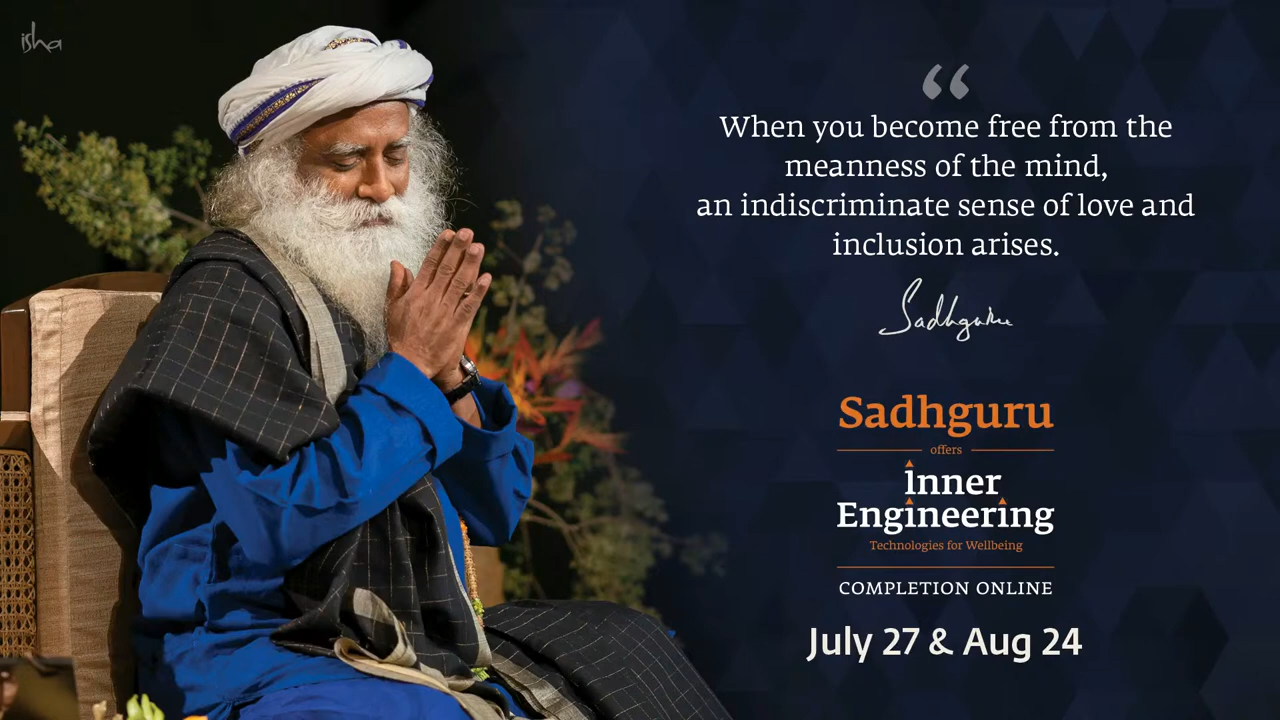 isha
“
When you become free from the
meanness of the mind,
an indiscriminate sense of love and
inclusion arises.
Sadhguru
Sadhguru
offers
inner
Engineering
Technologies for Wellbeing
COMPLETION ONLINE
July 27 & Aug 24